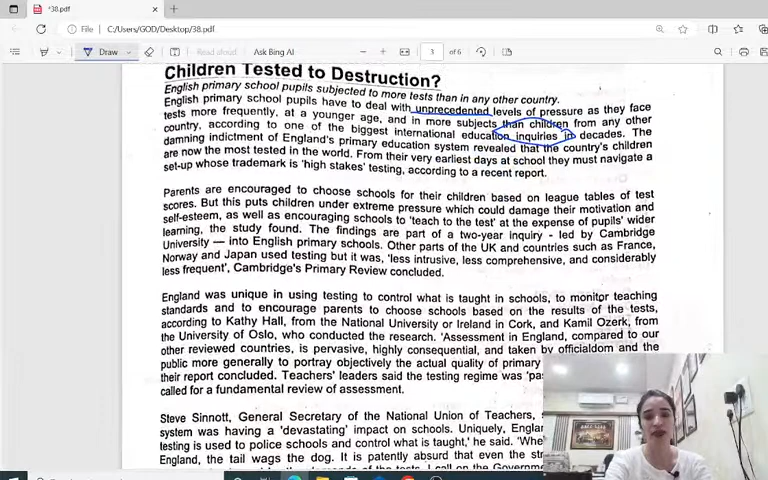 *38.pdf
File
C:/Users/GOD/Desktop/38.pdf
Draw
Read aloud
Ask Bing AI
3
of 6
Children Tested to Destruction?
English primary school pupils subjected to more tests than in any other country.
English primary school pupils have to deal with unprecedented levels of pressure as they face
tests more frequently, at a younger age, and in more subjects than children from any other
country, according to one of the biggest international education inquiries in decades. The
damning indictment of England's primary education system revealed that the country's children
are now the most tested in the world. From their very earliest days at school they must navigate a
set-up whose trademark is 'high stakes' testing, according to a recent report.
Parents are encouraged to choose schools for their children based on league tables of test
scores. But this puts children under extreme pressure which could damage their motivation and
self-esteem, as well as encouraging schools to 'teach to the test' at the expense of pupils' wider
learning, the study found. The findings are part of a two-year inquiry - led by Cambridge
University — into English primary schools. Other parts of the UK and countries such as France,
Norway and Japan used testing but it was, 'less intrusive, less comprehensive, and considerably
less frequent', Cambridge's Primary Review concluded.
England was unique in using testing to control what is taught in schools, to monitor teaching
standards and to encourage parents to choose schools based on the results of the tests,
according to Kathy Hall, from the National University or Ireland in Cork, and Kamil Ozerk, from
the University of Oslo, who conducted the research. 'Assessment in England, compared to our
other reviewed countries, is pervasive, highly consequential, and taken by officialdom and the
public more generally to portray objectively the actual quality of primary
their report concluded. Teachers' leaders said the testing regime was 'pa
called for a fundamental review of assessment.
Steve Sinnott, General Secretary of the National Union of Teachers, s
system was having a 'devastating' impact on schools. Uniquely, Englan
testing is used to police schools and control what is taught,' he said. 'Whe
England, the tail wags the dog. It is patently absurd that even the str
the demands of the tests. I call on the Governme